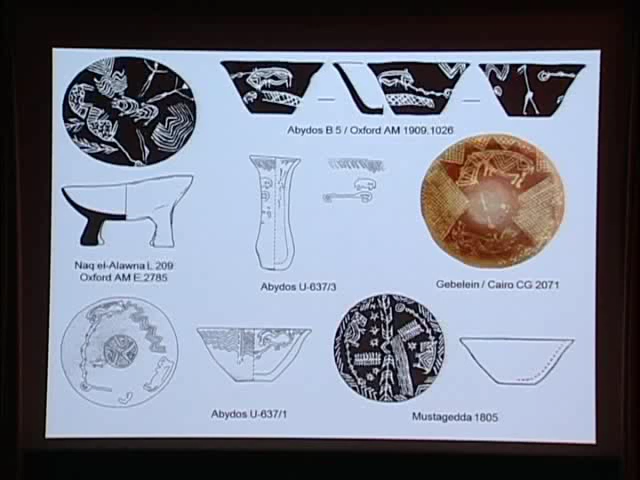 Abydos B 5 / Oxford AM 1909.1026
Naq el-Alawna L 209
Oxford AM E.2785
Abydos U-637/3
Gebelein / Cairo CG 2071
Abydos U-637/1
Mustagedda 1805